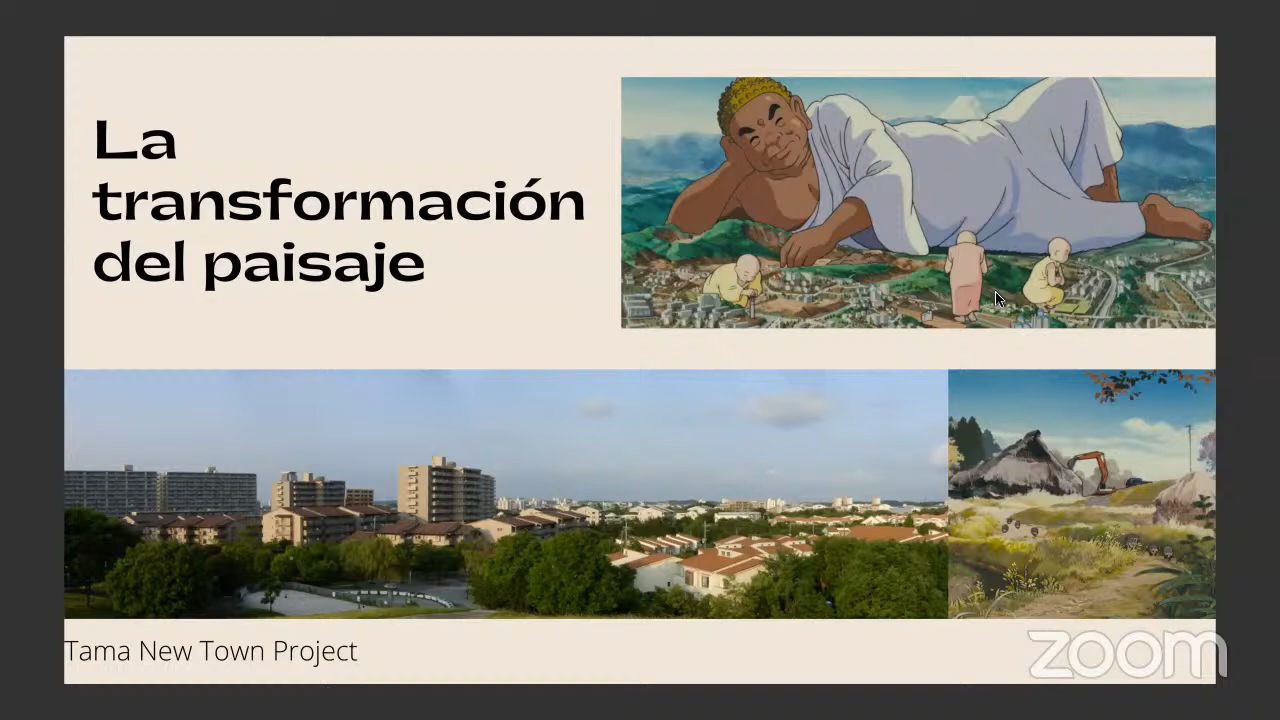 La
transformación
del paisaje
Tama New Town Project
zoom